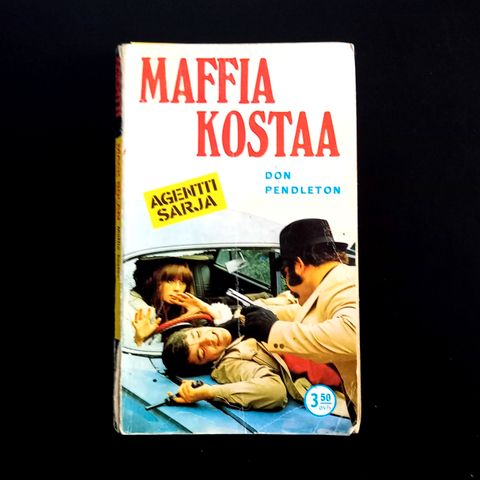 MAFFIA
KOSTAA
DON
PENDLETON
AGENTTI
SARJA
3 50